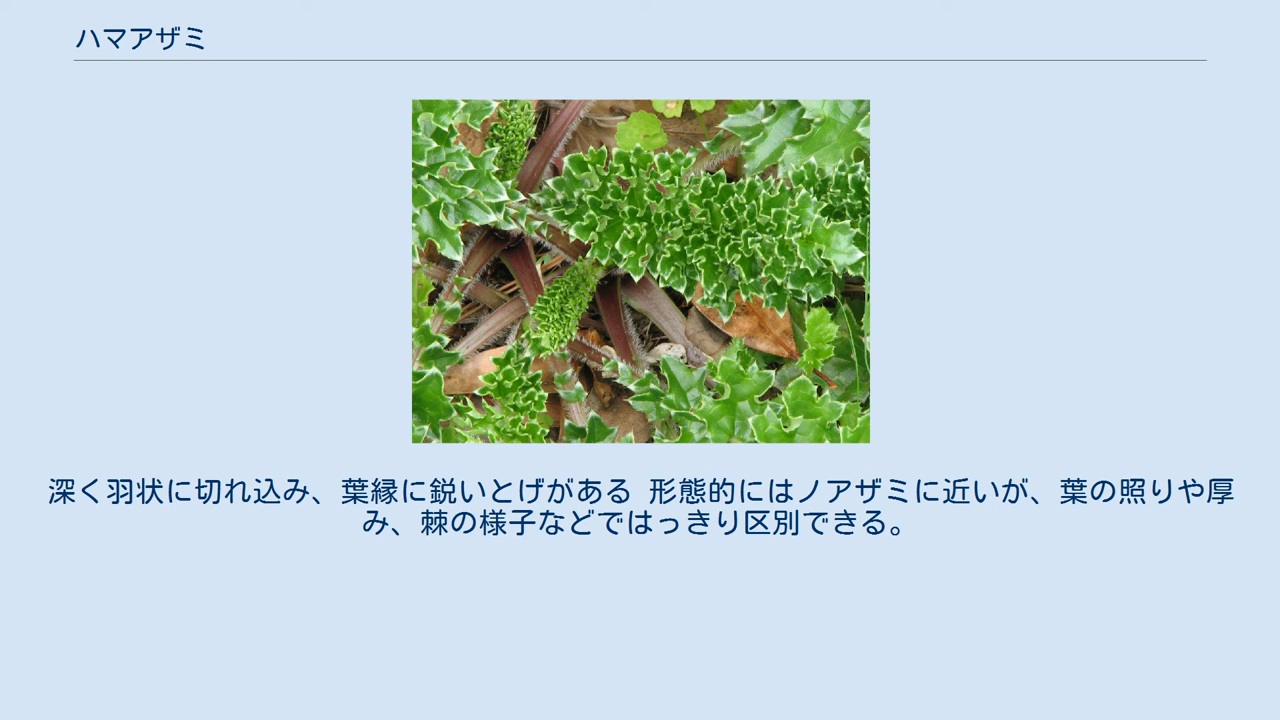 ハマアザミ
深く羽状に切れ込み、葉縁に鋭いとげがある 形態的にはノアザミに近いが、葉の照りや厚
み、棘の様子などではっきり区別できる。